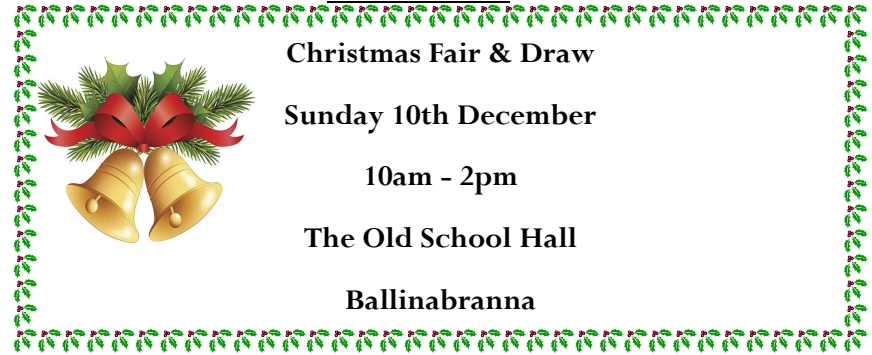 Christmas Fair & Draw
Sunday 10th December
10am - 2pm
The Old School Hall
Ballinabranna